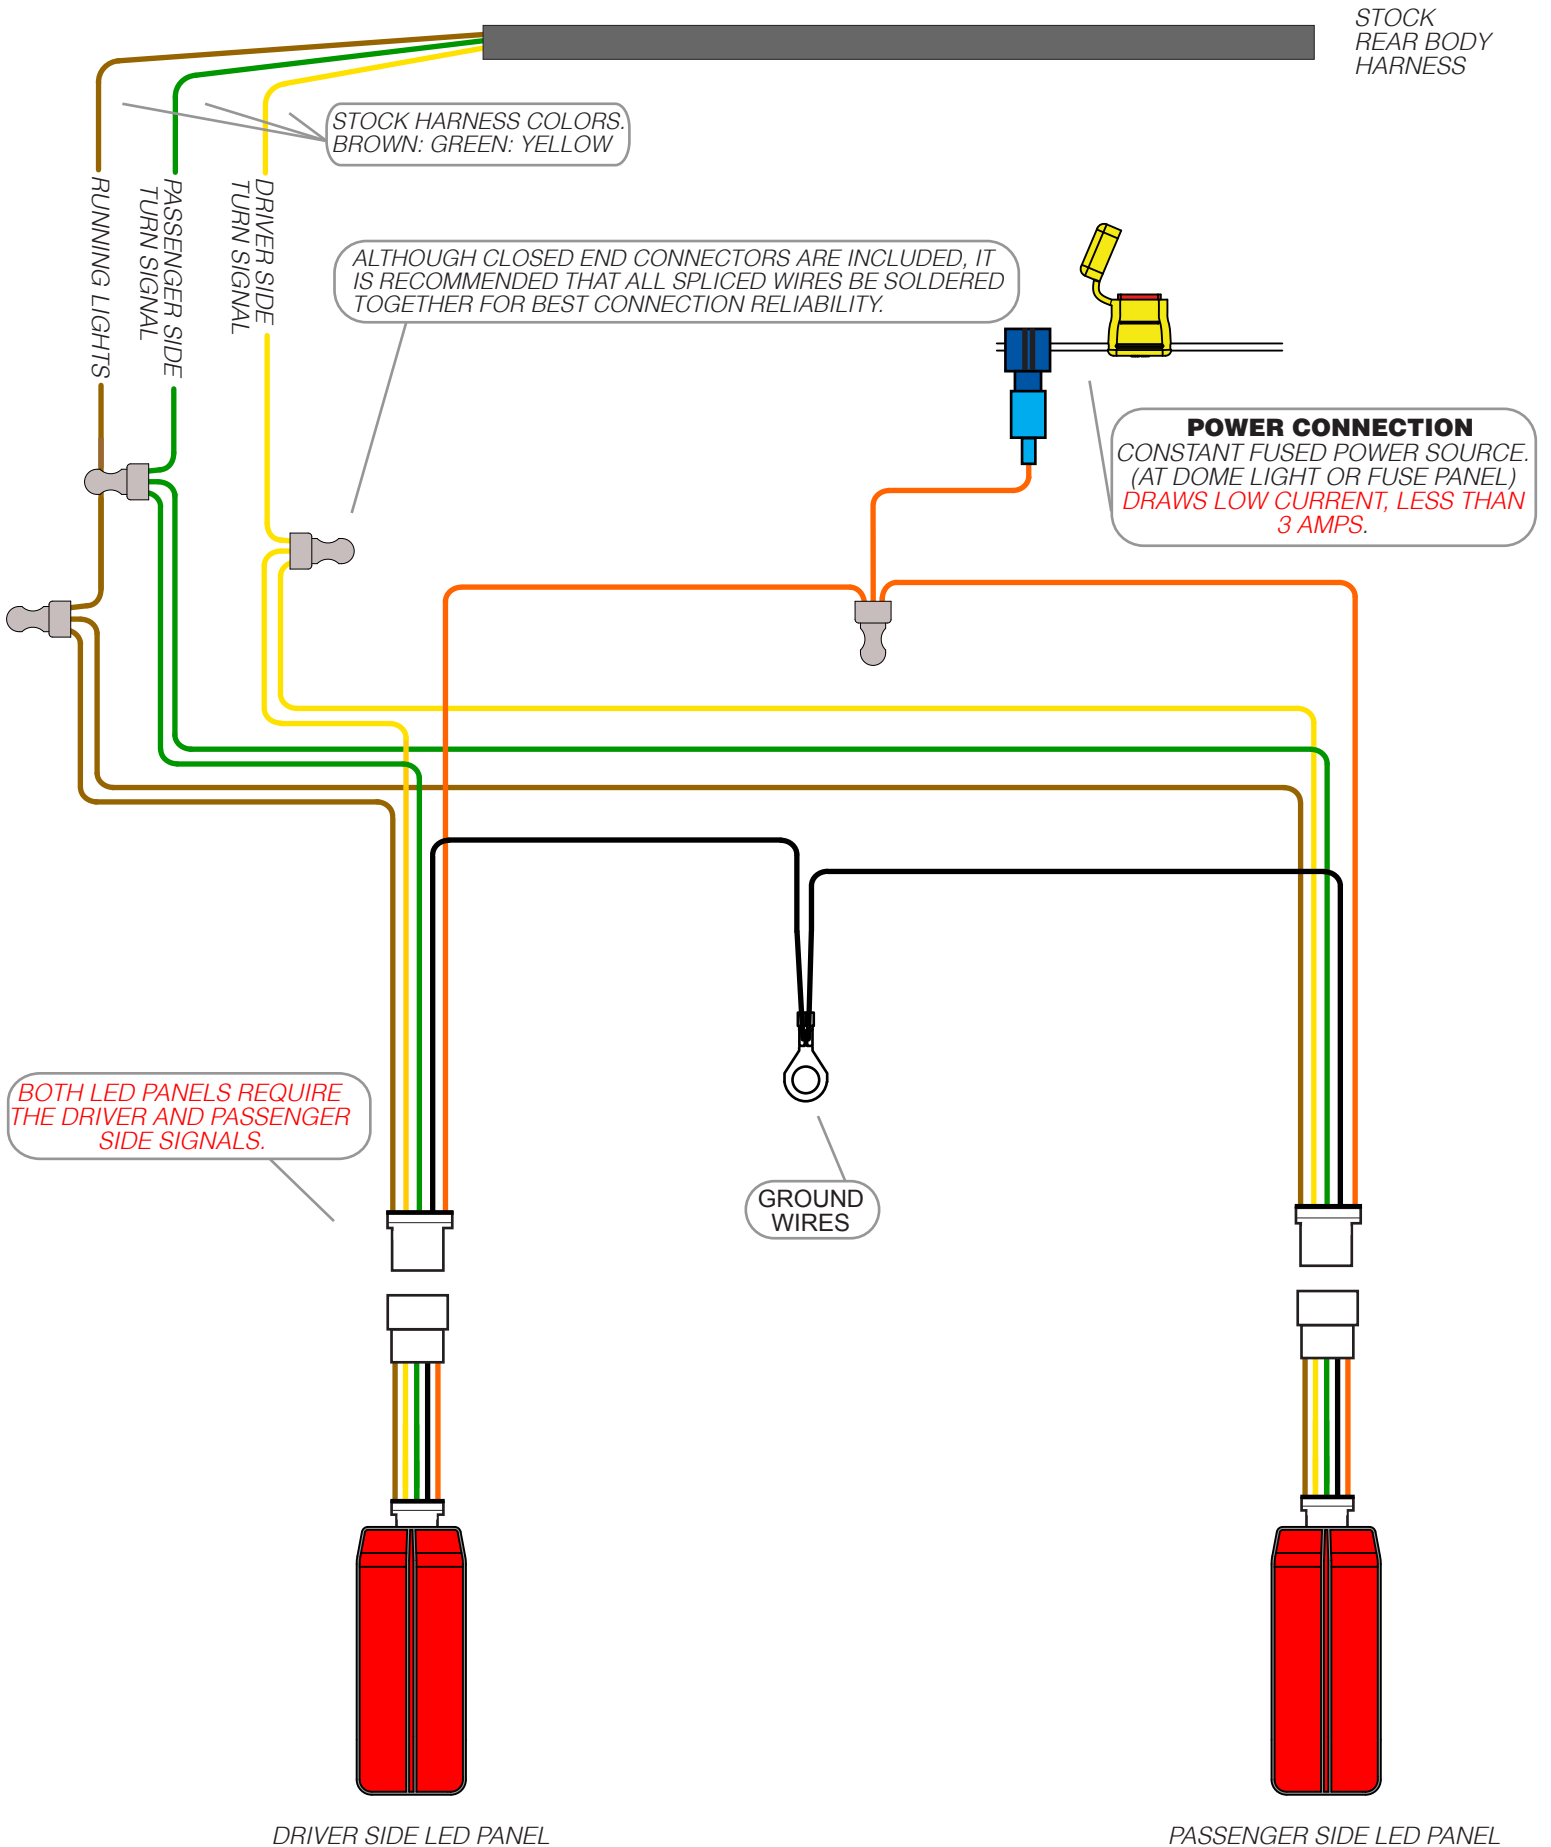 STOCK
REAR BODY
HARNESS
STOCK HARNESS COLORS.
BROWN: GREEN: YELLOW
RUNNING LIGHTS
PASSENGER SIDE
TURN SIGNAL
DRIVER SIDE
TURN SIGNAL
ALTHOUGH CLOSED END CONNECTORS ARE INCLUDED, IT
IS RECOMMENDED THAT ALL SPLICED WIRES BE SOLDERED
TOGETHER FOR BEST CONNECTION RELIABILITY.
POWER CONNECTION
CONSTANT FUSED POWER SOURCE.
(AT DOME LIGHT OR FUSE PANEL)
DRAWS LOW CURRENT, LESS THAN
3 AMPS.
BOTH LED PANELS REQUIRE
THE DRIVER AND PASSENGER
SIDE SIGNALS.
GROUND
WIRES
DRIVER SIDE LED PANEL
PASSENGER SIDE LED PANEL